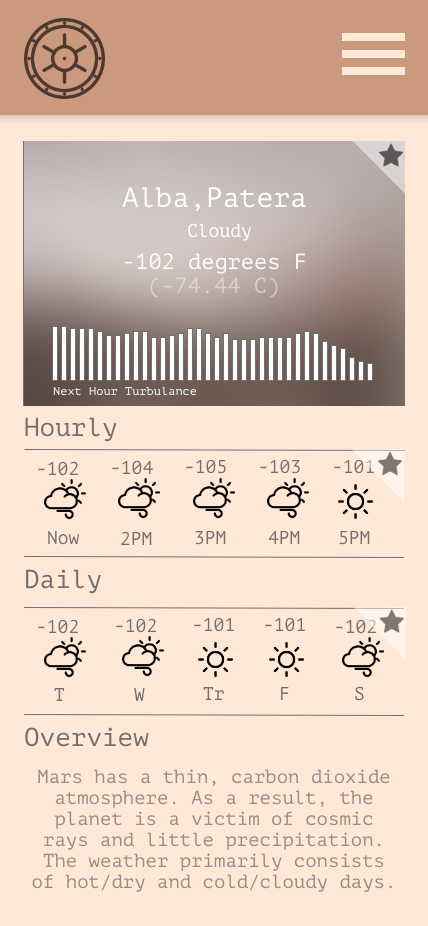 Alba,Patera
Cloudy
-102 degrees F
(-74.44 C)
Next Hour Turbulance
Hourly
-102 -104 -105 -103 -101
Now 2PM 3PM 4PM 5PM
Daily
-102 -102 -101 -101 -102
T W Tr F S
Overview
Mars has a thin, carbon dioxide
atmosphere. As a result, the
planet is a victim of cosmic
rays and little precipitation.
The weather primarily consists
of hot/dry and cold/cloudy days.